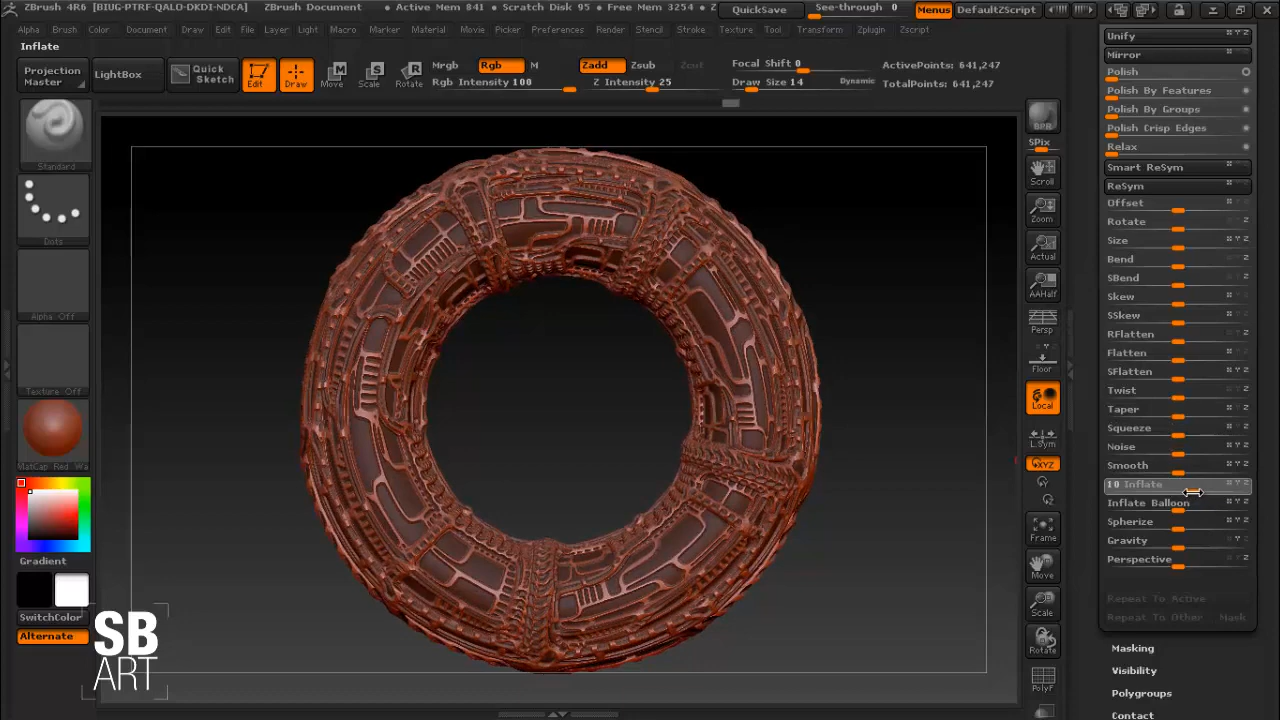 ZBrush 4R6 [BIUG-PTRF-QALO-DKDI-NDCA] ZBrush Document • Active Mem 841 • Scratch Disk 95 • Free Mem 3254 • Z QuickSave See-through 0 Menus DefaultZScript
Alpha Brush Color Document Draw Edit File Layer Light Macro Marker Material Movie Picker Preferences Render Stencil Stroke Texture Tool Transform Zplugin Zscript
Inflate
Projection Master
LightBox
Quick Sketch
Edit
Draw
Move
Scale
Rotate
Mrgb Rgb M
Rgb Intensity 100
Zadd Zsub Zcut
Z Intensity 25
Focal Shift 0
Draw Size 14 Dynamic
ActivePoints: 641,247
TotalPoints: 641,247
Standard
Dots
Alpha Off
Texture Off
MatCap Red Wa
Gradient
SwitchColor
Alternate
SB
ART
BPR
SPix
Scroll
Zoom
Actual
AAHalf
Persp
Floor
Local
L.Sym
XYZ
Frame
Move
Scale
Rotate
PolyF
Unify
Mirror
Polish
Polish By Features
Polish By Groups
Polish Crisp Edges
Relax
Smart ReSym
ReSym
Offset
Rotate
Size
Bend
SBend
Skew
SSkew
RFlatten
Flatten
SFlatten
Twist
Taper
Squeeze
Noise
Smooth
10 Inflate
Inflate Balloon
Spherize
Gravity
Perspective
Repeat To Active
Repeat To Other Mask
Masking
Visibility
Polygroups
Contact